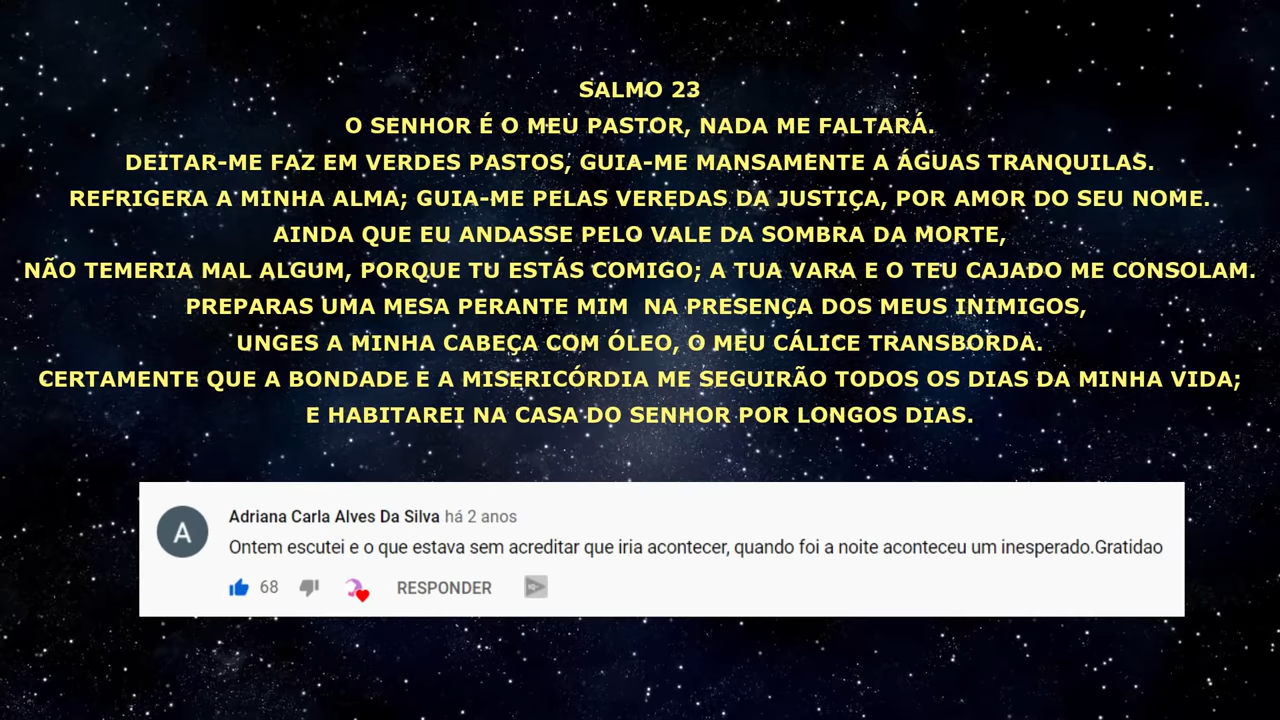 SALMO 23
O SENHOR É O MEU PASTOR, NADA ME FALTARÁ.
DEITAR-ME FAZ EM VERDES PASTOS, GUIA-ME MANSAMENTE A ÁGUAS TRANQUILAS.
REFRIGERA A MINHA ALMA; GUIA-ME PELAS VEREDAS DA JUSTIÇA, POR AMOR DO SEU NOME.
AINDA QUE EU ANDASSE PELO VALE DA SOMBRA DA MORTE,
NÃO TEMERIA MAL ALGUM, PORQUE TU ESTÁS COMIGO; A TUA VARA E O TEU CAJADO ME CONSOLAM.
PREPARAS UMA MESA PERANTE MIM  NA PRESENÇA DOS MEUS INIMIGOS,
UNGES A MINHA CABEÇA COM ÓLEO, O MEU CÁLICE TRANSBORDA.
CERTAMENTE QUE A BONDADE E A MISERICÓRDIA ME SEGUIRÃO TODOS OS DIAS DA MINHA VIDA;
E HABITAREI NA CASA DO SENHOR POR LONGOS DIAS.
A
Adriana Carla Alves Da Silva há 2 anos
Ontem escutei e o que estava sem acreditar que iria acontecer, quando foi a noite aconteceu um inesperado.Gratidao
68 RESPONDER